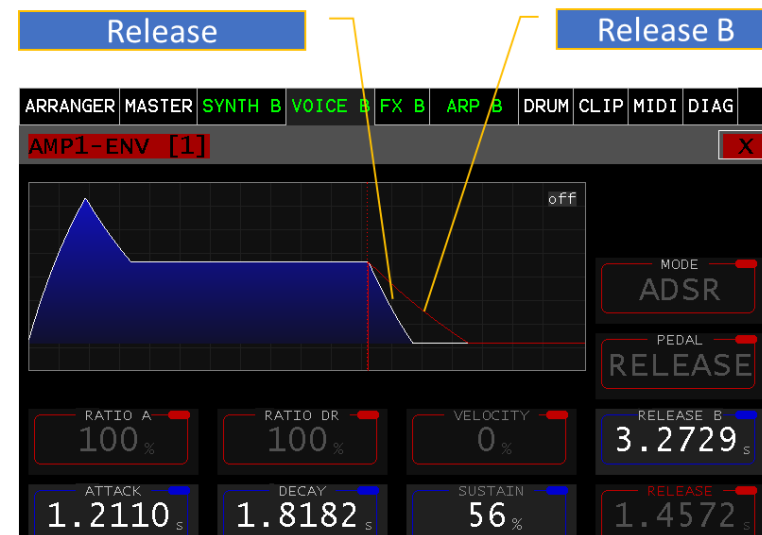 Release
Release B
ARRANGER MASTER SYNTH B VOICE B FX B ARP B DRUM CLIP MIDI DIAG
AMP1-ENV [1] X
off
MODE
ADSR
PEDAL
RELEASE
RATIO A RATIO DR VELOCITY RELEASE B
100 % 100 % 0 % 3.2729 s
ATTACK DECAY SUSTAIN RELEASE
1.2110 s 1.8182 s 56 % 1.4572 s